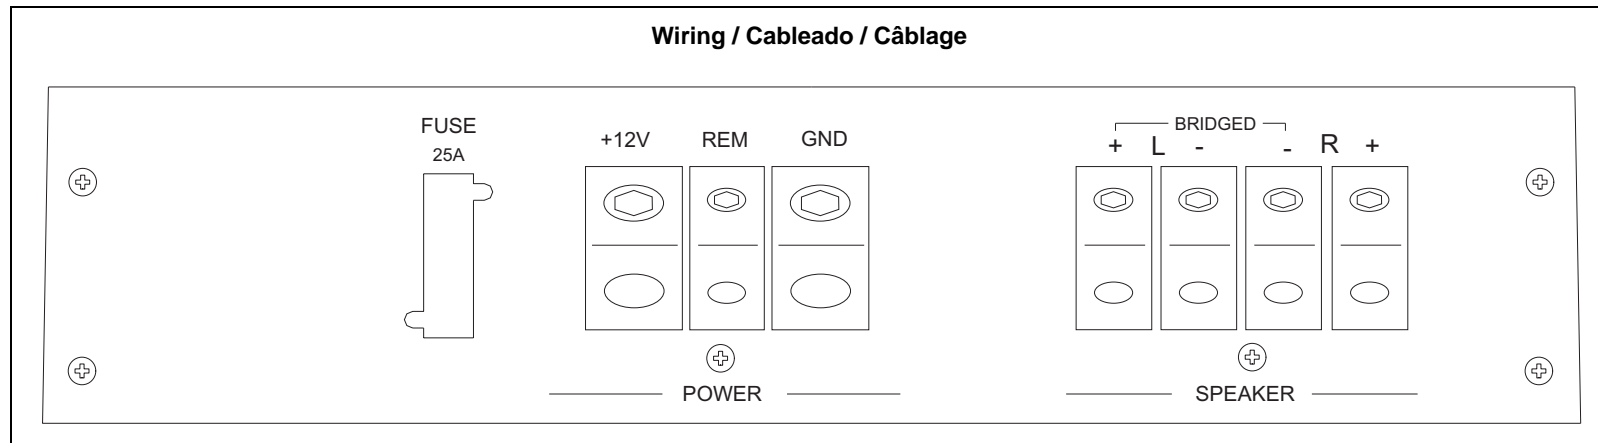 Wiring / Cableado / Câblage
FUSE
25A
+12V REM GND
BRIDGED
+ L - - R +
POWER
SPEAKER